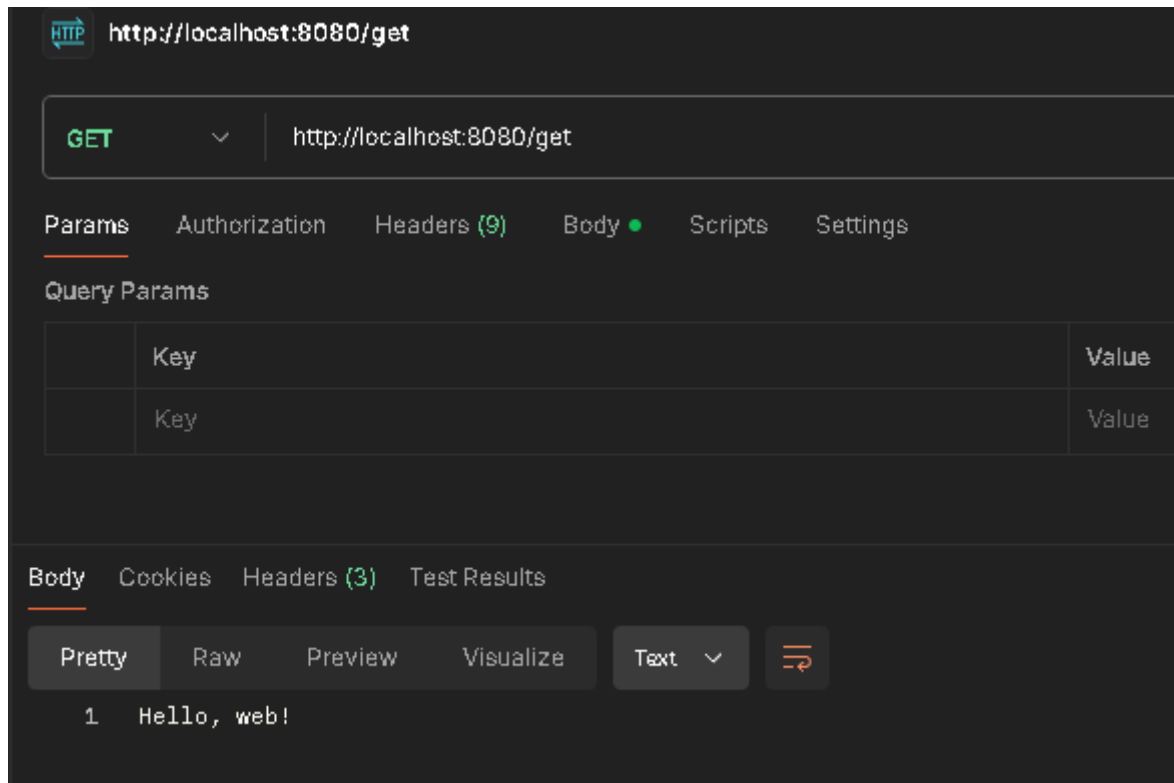 HTTP http://localhost:8080/get
GET http://localhost:8080/get
Params Authorization Headers (9) Body Scripts Settings
Query Params
Key Value
Key Value
Body Cookies Headers (3) Test Results
Pretty Raw Preview Visualize Text
1 Hello, web!